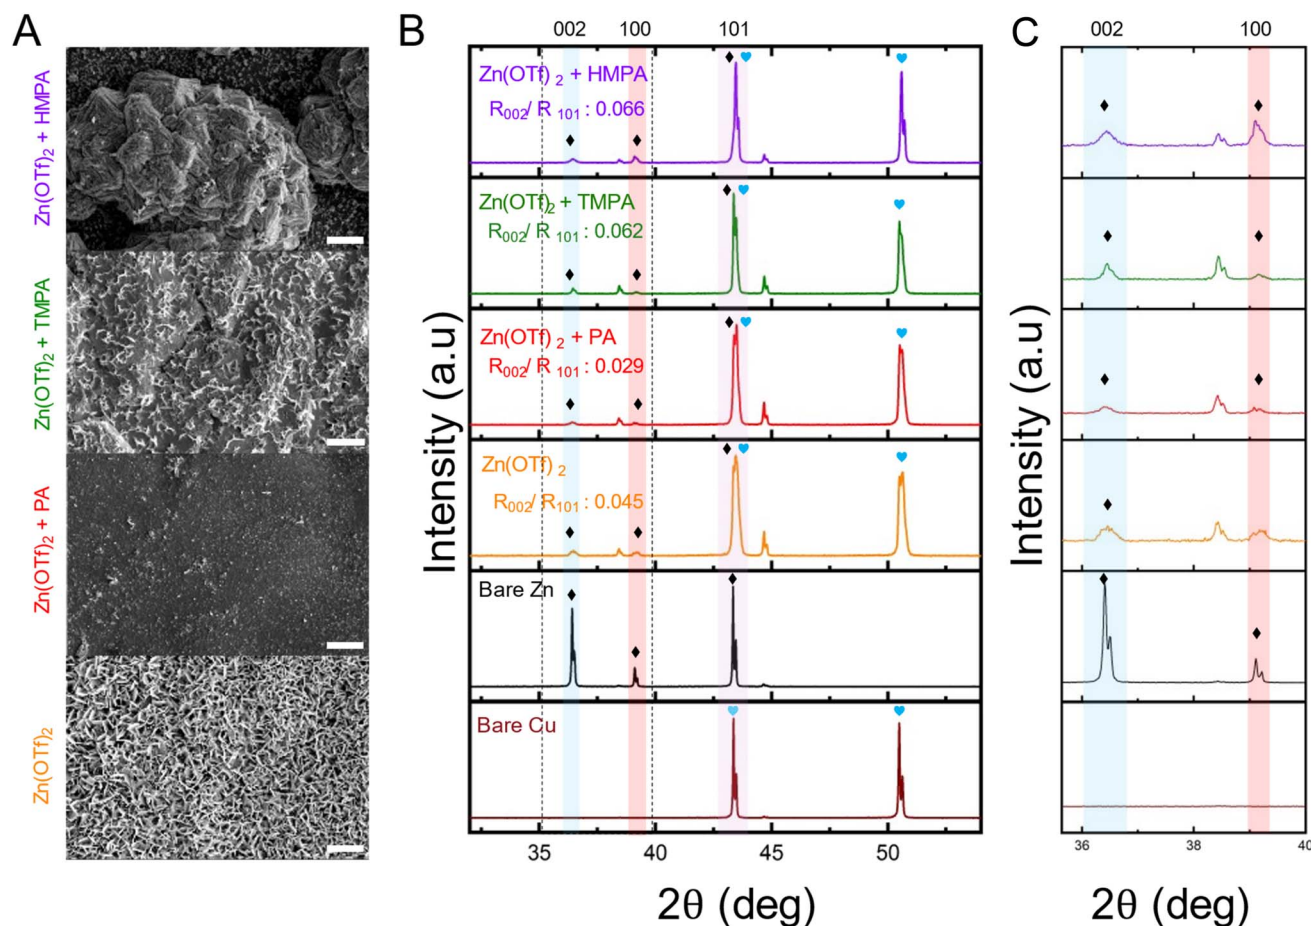 A
Zn(OTf)2 + HMPA
Zn(OTf)2 + TMPA
Zn(OTf)2 + PA
Zn(OTf)2
B
002 100 101
Zn(OTf) 2 + HMPA
R002/ R 101 : 0.066
Zn(OTf)2 + TMPA
R002/ R 101 : 0.062
Zn(OTf) 2 + PA
R002/ R 101 : 0.029
Zn(OTf) 2
R002/ R101 : 0.045
Bare Zn
Bare Cu
Intensity (a.u)
35 40 45 50
2θ (deg)
C
002 100
Intensity (a.u)
36 38 40
2θ (deg)